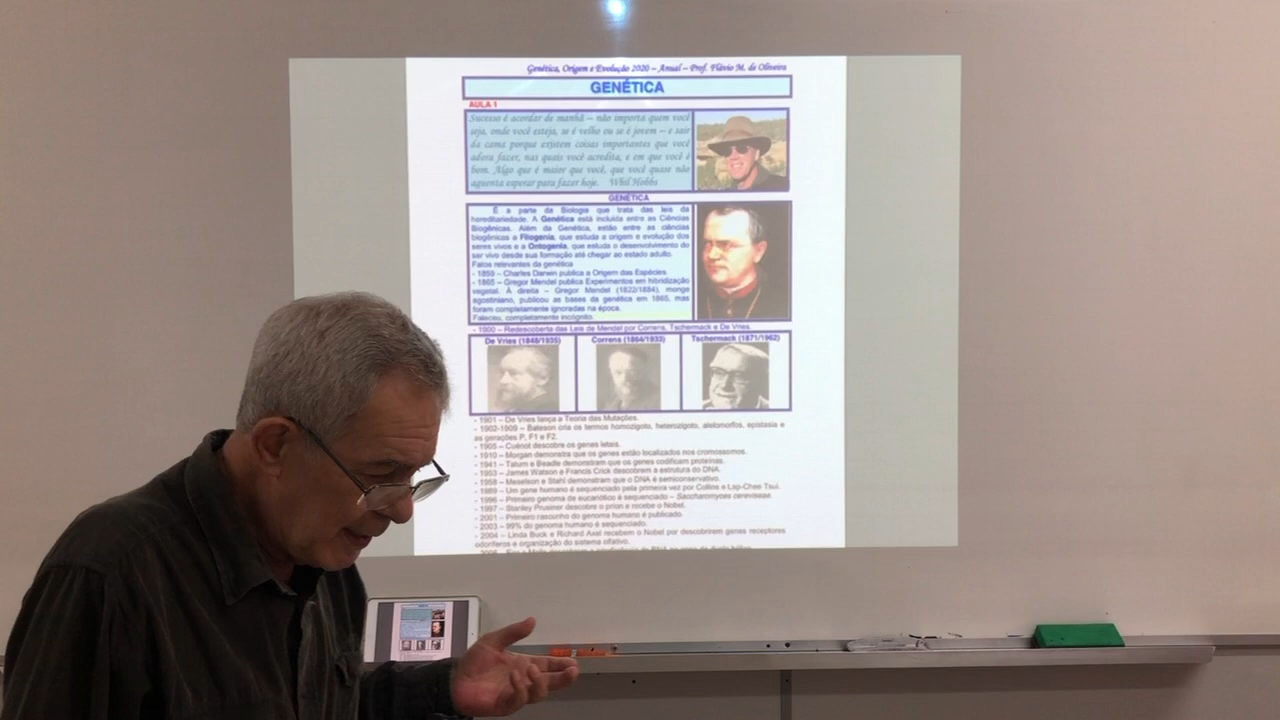 Genética, Origem e Evolução 2020 – Anual – Prof. Flávio M. de Oliveira
GENÉTICA
AULA 1
Sucesso é acordar de manhã – não importa quem você
seja, onde você esteja, se é velho ou se é jovem – e sair
da cama porque existem coisas importantes que você
adora fazer, nas quais você acredita, e em que você é
bom. Algo que é maior que você, que você quase não
aguenta esperar para fazer hoje. Whil Hobbs
GENÉTICA
É a parte da Biologia que trata das leis da
hereditariedade. A Genética está incluída entre as Ciências
Biogênicas. Além da Genética, estão entre as ciências
biogênicas a Filogenia, que estuda a origem e evolução dos
seres vivos e a Ontogenia, que estuda o desenvolvimento do
ser vivo desde sua formação até chegar ao estado adulto.
Fatos relevantes da genética
- 1859 – Charles Darwin publica a Origem das Espécies
- 1865 – Gregor Mendel publica Experimentos em hibridização
vegetal. À direita – Gregor Mendel (1822/1884), monge
agostiniano, publicou as bases da genética em 1865, mas
foram completamente ignoradas na época.
Faleceu, completamente incógnito.
- 1900 – Redescoberta das Leis de Mendel por Correns, Tschermack e De Vries.
De Vries (1848/1935) Correns (1864/1933) Tschermack (1871/1962)
- 1901 – De Vries lança a Teoria das Mutações.
- 1902-1909 – Bateson cria os termos homozigoto, heterozigoto, alelomorfos, epistasia e
as gerações P, F1 e F2.
- 1905 – Cuénot descobre os genes letais.
- 1910 – Morgan demonstra que os genes estão localizados nos cromossomos.
- 1941 – Tatum e Beadle demonstram que os genes codificam proteínas.
- 1953 – James Watson e Francis Crick descobrem a estrutura do DNA.
- 1958 – Meselson e Stahl demonstram que o DNA é semiconservativo.
- 1989 – Um gene humano é sequenciado pela primeira vez por Collins e Lap-Chee Tsui.
- 1996 – Primeiro genoma de eucariótico é sequenciado – Saccharomyces cerevisiae.
- 1997 – Stanley Prusiner descobre o príon e recebe o Nobel.
- 2001 – Primeiro rascunho do genoma humano é publicado.
- 2003 – 99% do genoma humano é sequenciado.
- 2004 – Linda Buck e Richard Axel recebem o Nobel por descobrirem genes receptores
odoríferos e organização do sistema olfativo.